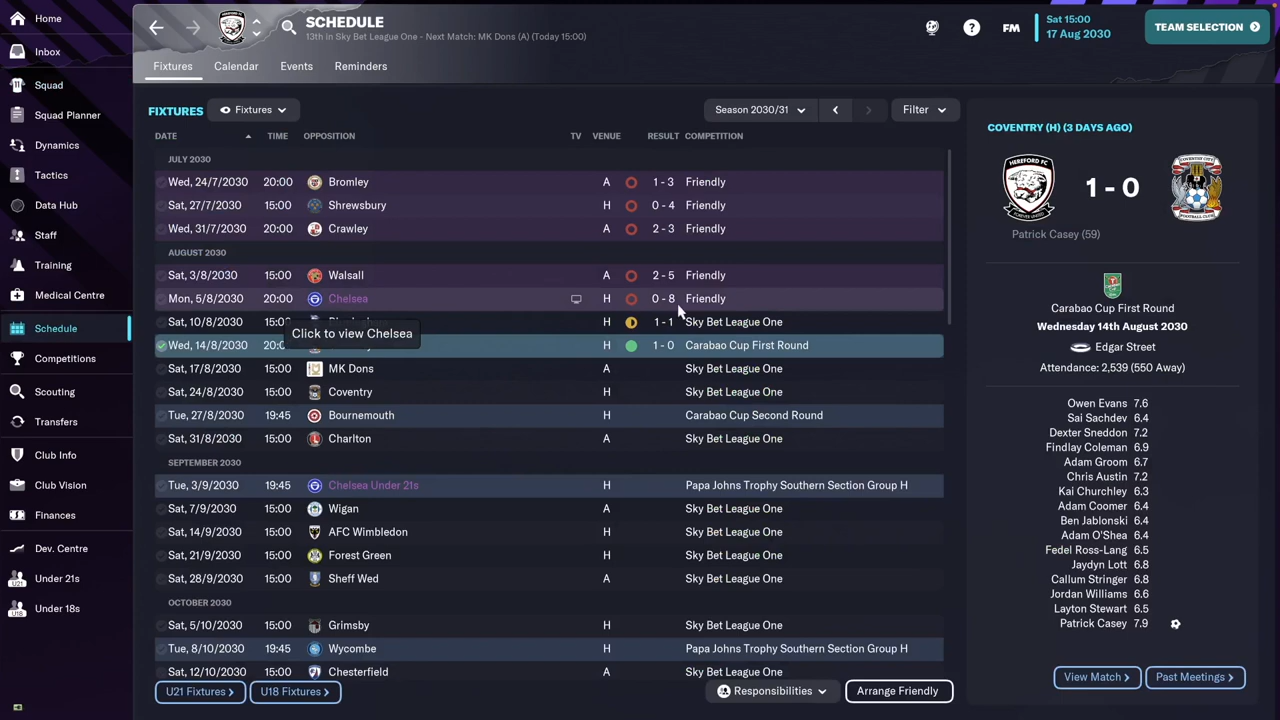 Home
Inbox
Squad
Squad Planner
Dynamics
Tactics
Data Hub
Staff
Training
Medical Centre
Schedule
Competitions
Scouting
Transfers
Club Info
Club Vision
Finances
Dev. Centre
Under 21s
Under 18s
SCHEDULE
13th in Sky Bet League One - Next Match: MK Dons (A) (Today 15:00)
FM
Sat 15:00
17 Aug 2030
TEAM SELECTION
Fixtures Calendar Events Reminders
FIXTURES Fixtures Season 2030/31 Filter
DATE TIME OPPOSITION TV VENUE RESULT COMPETITION
JULY 2030
Wed, 24/7/2030 20:00 Bromley A 1 - 3 Friendly
Sat, 27/7/2030 15:00 Shrewsbury H 0 - 4 Friendly
Wed, 31/7/2030 20:00 Crawley A 2 - 3 Friendly
AUGUST 2030
Sat, 3/8/2030 15:00 Walsall A 2 - 5 Friendly
Mon, 5/8/2030 20:00 Chelsea H 0 - 8 Friendly
Sat, 10/8/2030 15:00 H 1 - 1 Sky Bet League One
Click to view Chelsea
Wed, 14/8/2030 H 1 - 0 Carabao Cup First Round
Sat, 17/8/2030 15:00 MK Dons A Sky Bet League One
Sat, 24/8/2030 15:00 Coventry H Sky Bet League One
Tue, 27/8/2030 19:45 Bournemouth H Carabao Cup Second Round
Sat, 31/8/2030 15:00 Charlton A Sky Bet League One
SEPTEMBER 2030
Tue, 3/9/2030 19:45 Chelsea Under 21s H Papa Johns Trophy Southern Section Group H
Sat, 7/9/2030 15:00 Wigan A Sky Bet League One
Sat, 14/9/2030 15:00 AFC Wimbledon H Sky Bet League One
Sat, 21/9/2030 15:00 Forest Green H Sky Bet League One
Sat, 28/9/2030 15:00 Sheff Wed A Sky Bet League One
OCTOBER 2030
Sat, 5/10/2030 15:00 Grimsby H Sky Bet League One
Tue, 8/10/2030 19:45 Wycombe H Papa Johns Trophy Southern Section Group H
Sat, 12/10/2030 15:00 Chesterfield A Sky Bet League One
U21 Fixtures U18 Fixtures Responsibilities Arrange Friendly
COVENTRY (H) (3 DAYS AGO)
HEREFORD FC
1 - 0
Patrick Casey (59)
Carabao Cup First Round
Wednesday 14th August 2030
Edgar Street
Attendance: 2,539 (550 Away)
Owen Evans 7.6
Sai Sachdev 6.4
Dexter Sneddon 7.2
Findlay Coleman 6.9
Adam Groom 6.7
Chris Austin 7.2
Kai Churchley 6.3
Adam Coomer 6.4
Ben Jablonski 6.4
Adam O'Shea 6.4
Fedel Ross-Lang 6.5
Jaydyn Lott 6.8
Callum Stringer 6.8
Jordan Williams 6.6
Layton Stewart 6.5
Patrick Casey 7.9
View Match Past Meetings